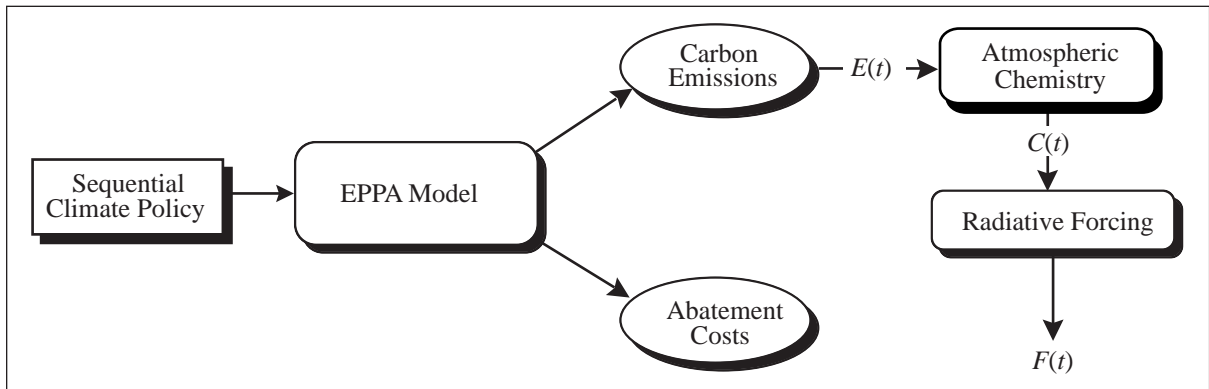 Sequential
Climate Policy
EPPA Model
Carbon
Emissions
E(t)
Atmospheric
Chemistry
C(t)
Radiative Forcing
F(t)
Abatement
Costs